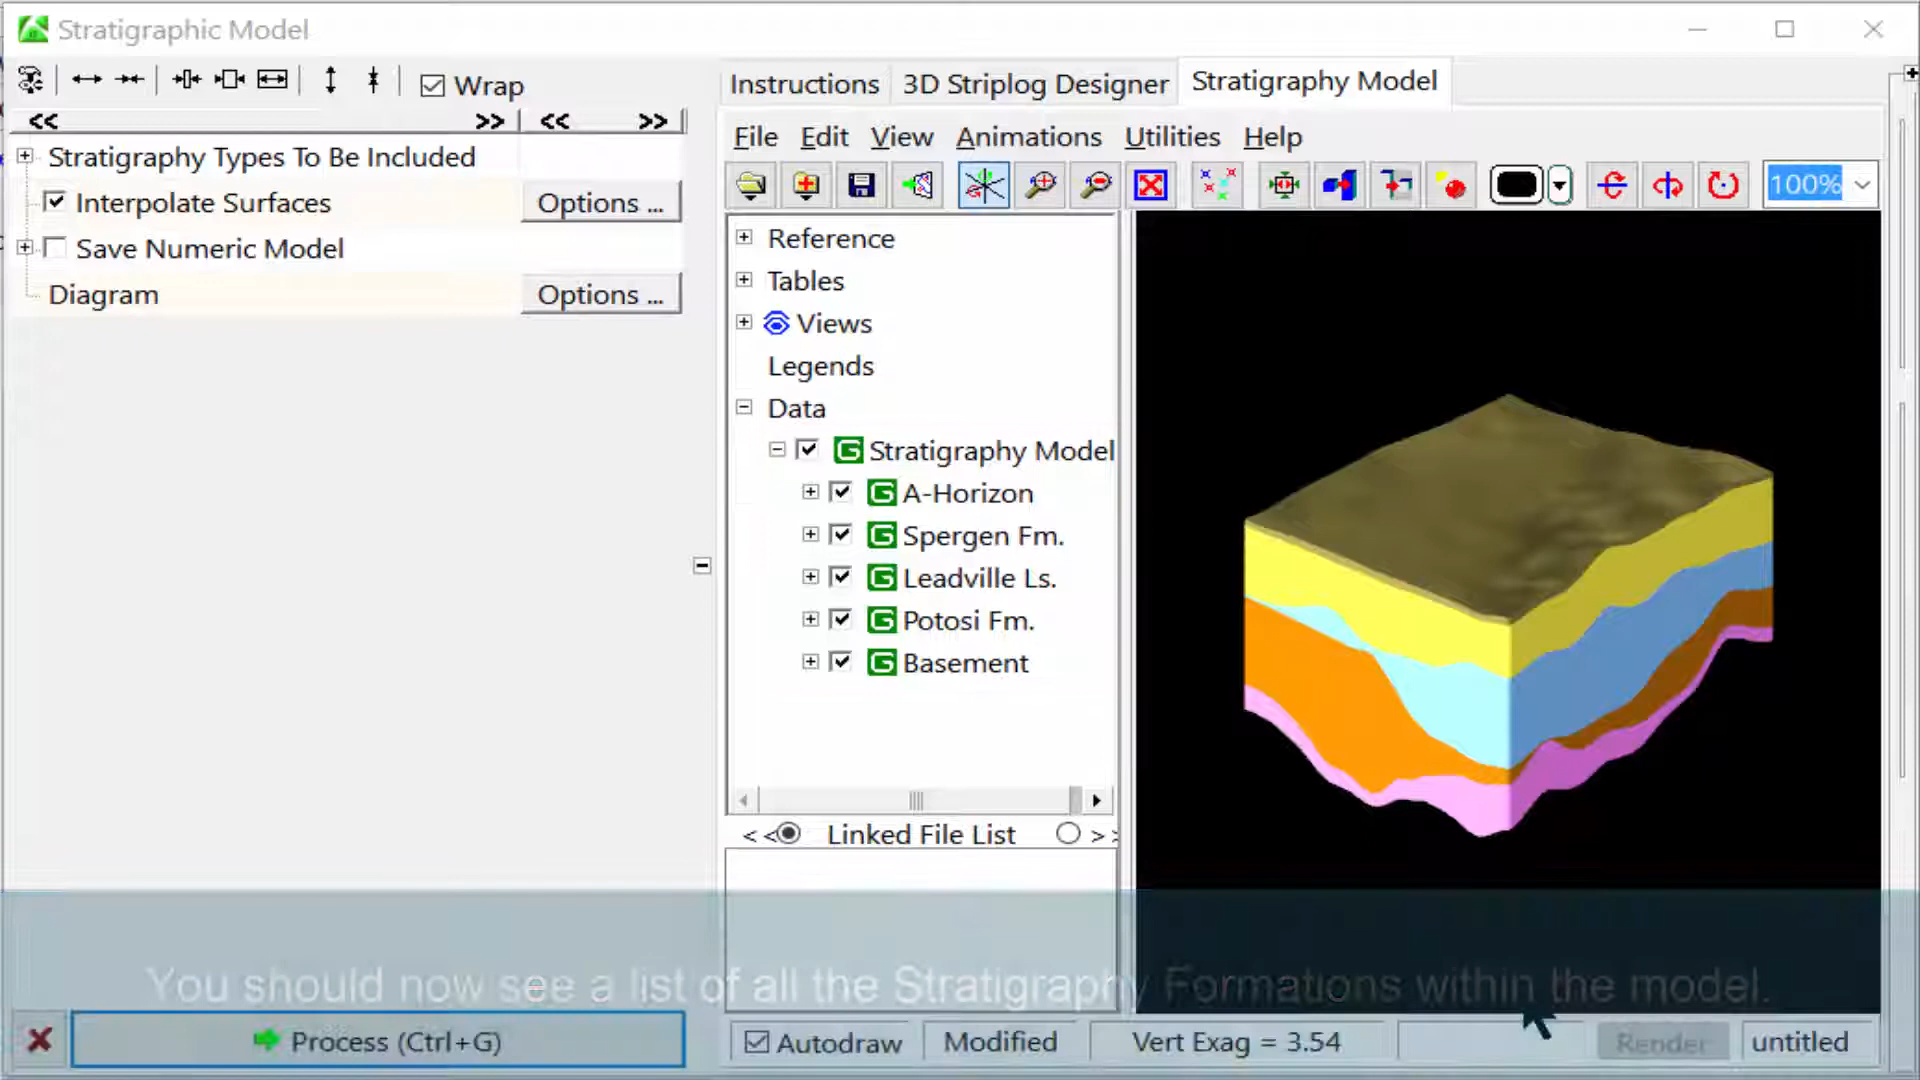 Stratigraphic Model
Wrap
<< >> << >>
Stratigraphy Types To Be Included
Interpolate Surfaces Options ...
Save Numeric Model
Diagram Options ...
Instructions 3D Striplog Designer Stratigraphy Model
File Edit View Animations Utilities Help
100%
Reference
Tables
Views
Legends
Data
Stratigraphy Model
A-Horizon
Spergen Fm.
Leadville Ls.
Potosi Fm.
Basement
<< Linked File List >>
You should now see a list of all the Stratigraphy Formations within the model.
Process (Ctrl+G)
Autodraw Modified Vert Exag = 3.54 Render untitled